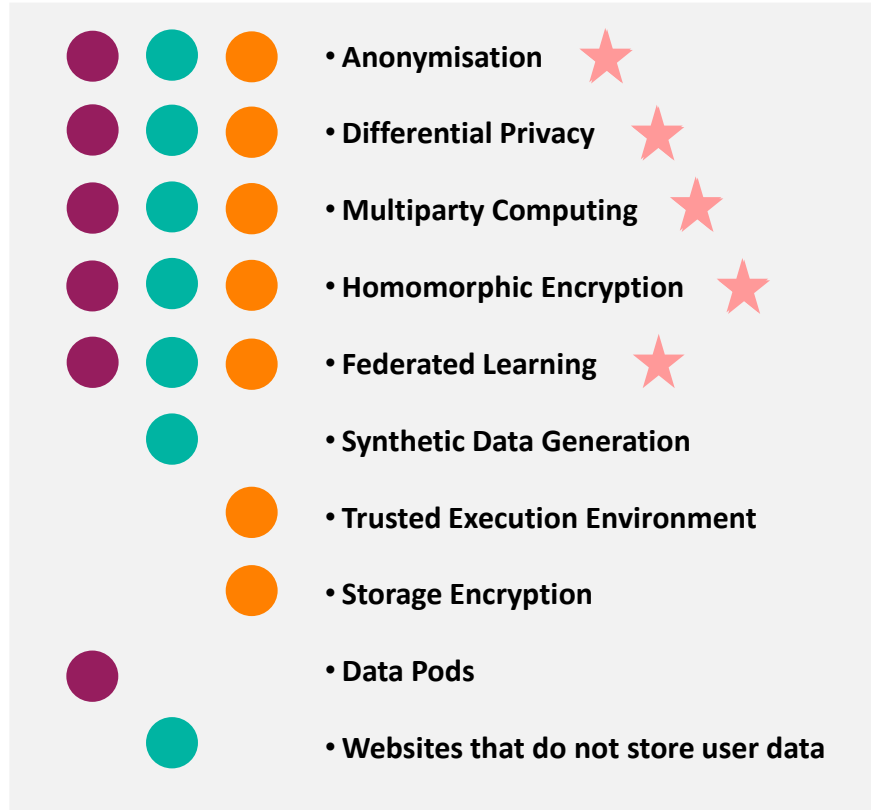 • Anonymisation
• Differential Privacy
• Multiparty Computing
• Homomorphic Encryption
• Federated Learning
• Synthetic Data Generation
• Trusted Execution Environment
• Storage Encryption
• Data Pods
• Websites that do not store user data